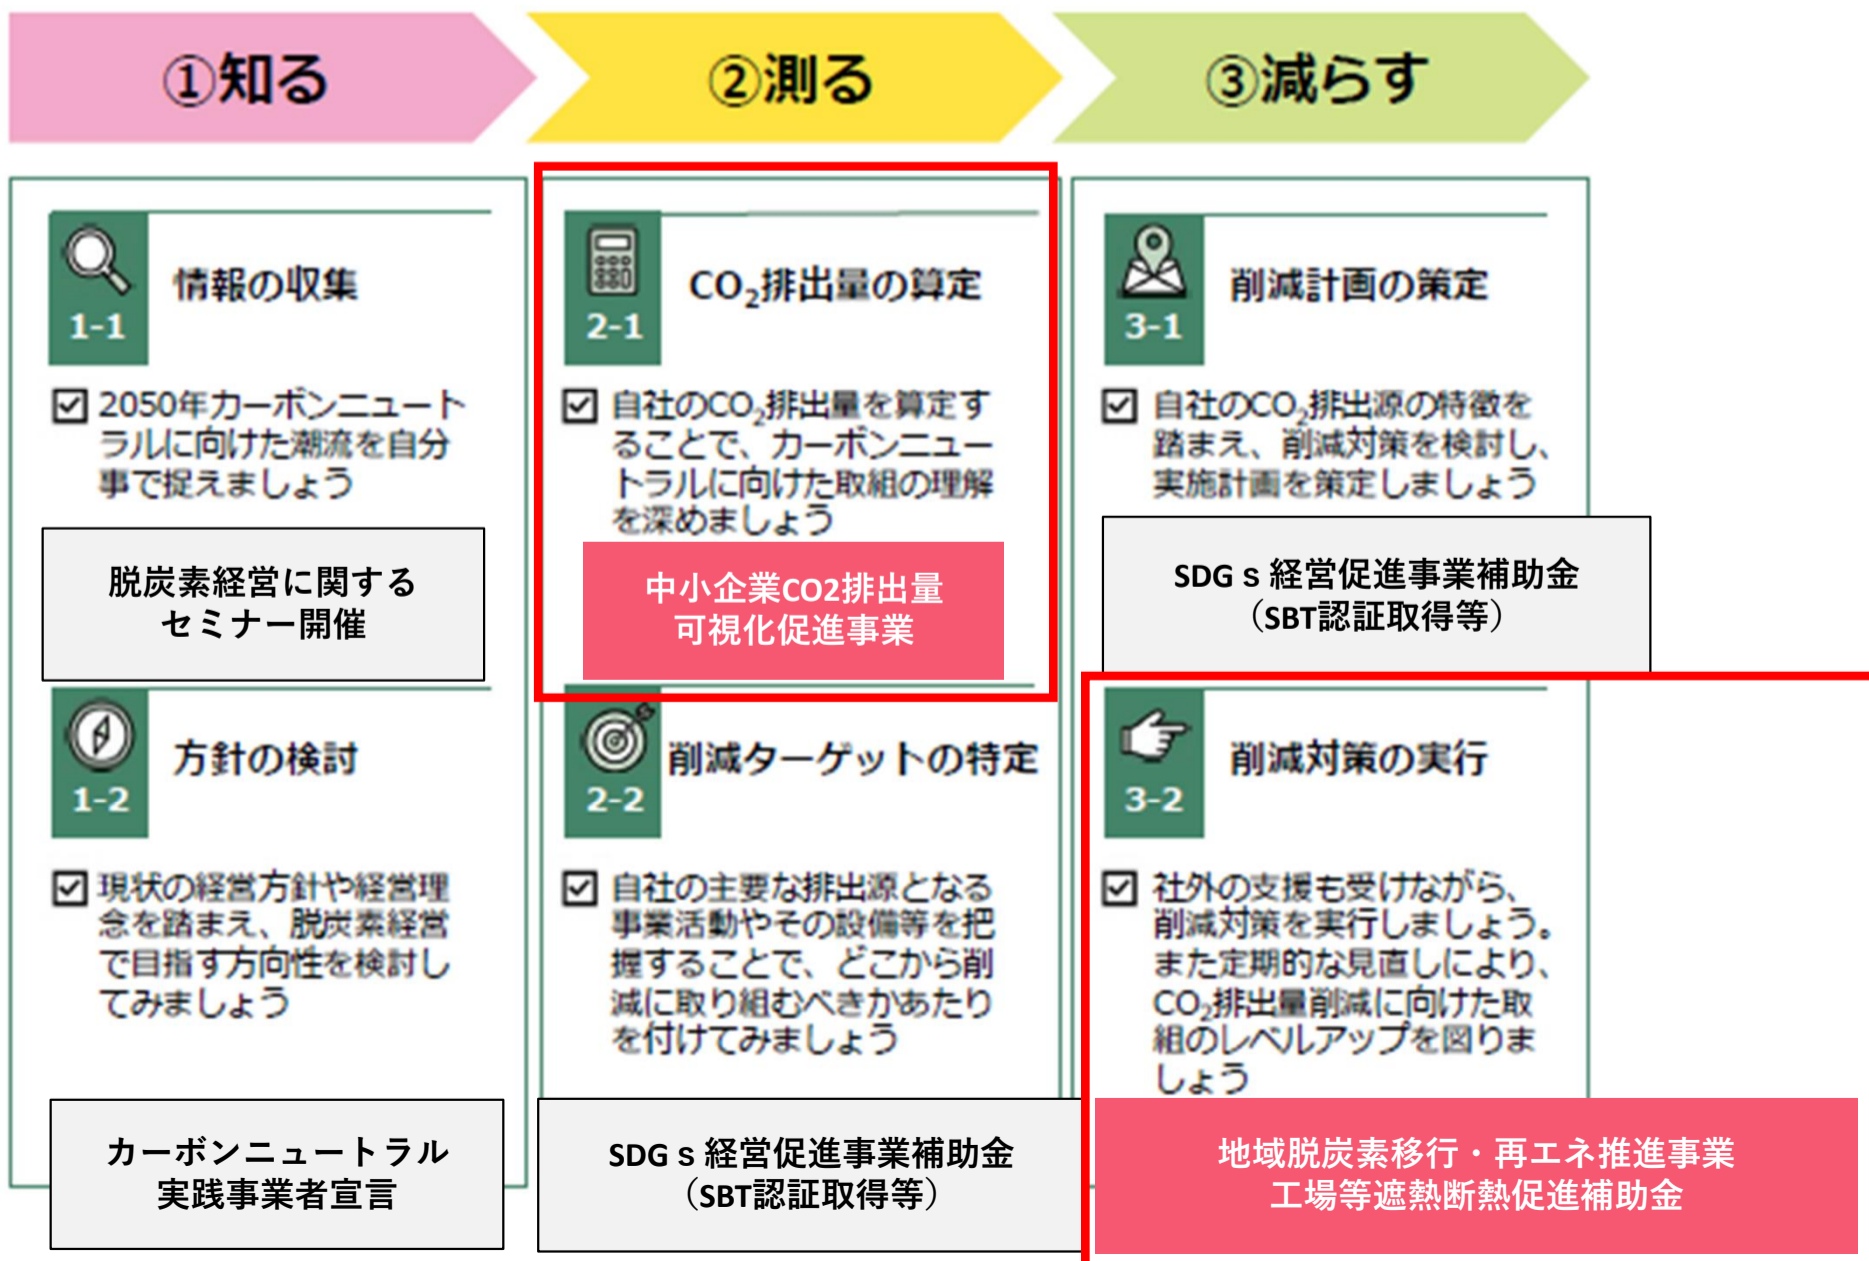 ①知る
②測る
③減らす
1-1
情報の収集
2050年カーボンニュート
ラルに向けた潮流を自分
事で捉えましょう
脱炭素経営に関する
セミナー開催
1-2
方針の検討
現状の経営方針や経営理
念を踏まえ、脱炭素経営
で目指す方向性を検討し
てみましょう
カーボンニュートラル
実践事業者宣言
2-1
CO₂排出量の算定
自社のCO₂排出量を算定す
ることで、カーボンニュー
トラルに向けた取組の理解
を深めましょう
中小企業CO2排出量
可視化促進事業
2-2
削減ターゲットの特定
自社の主要な排出源となる
事業活動やその設備等を把
握することで、どこから削
減に取り組むべきかあたり
を付けてみましょう
SDGｓ経営促進事業補助金
（SBT認証取得等）
3-1
削減計画の策定
自社のCO₂排出源の特徴を
踏まえ、削減対策を検討し、
実施計画を策定しましょう
SDGｓ経営促進事業補助金
（SBT認証取得等）
3-2
削減対策の実行
社外の支援も受けながら、
削減対策を実行しましょう。
また定期的な見直しにより、
CO₂排出量削減に向けた取
組のレベルアップを図りま
しょう
地域脱炭素移行・再エネ推進事業
工場等遮熱断熱促進補助金